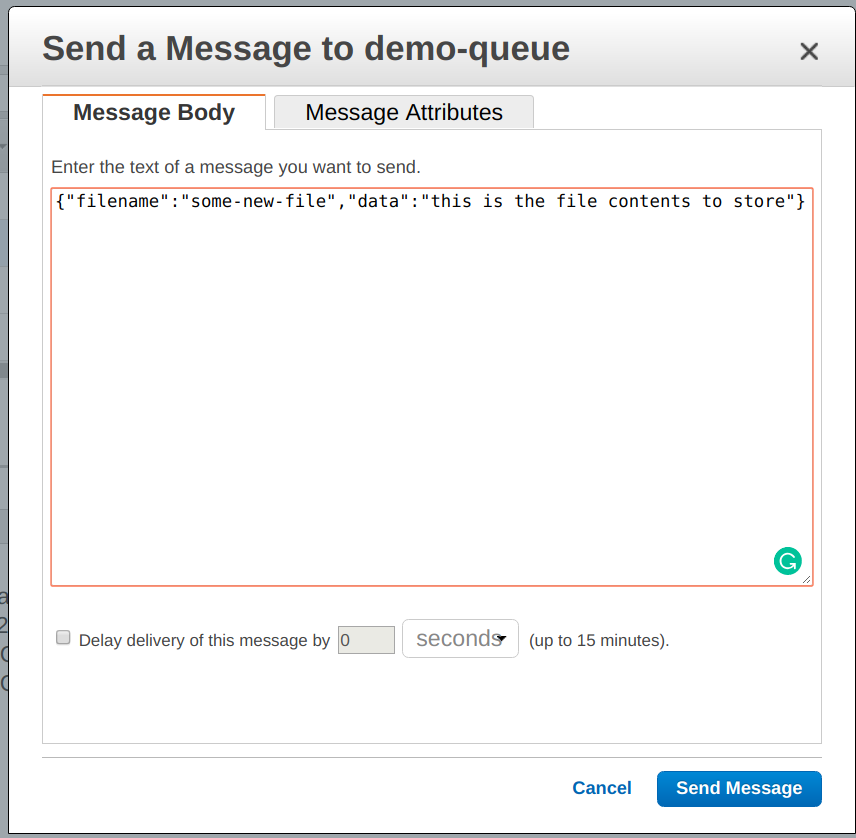 Send a Message to demo-queue
Message Body Message Attributes
Enter the text of a message you want to send.
{"filename":"some-new-file","data":"this is the file contents to store"}
Delay delivery of this message by 0 seconds (up to 15 minutes).
Cancel Send Message